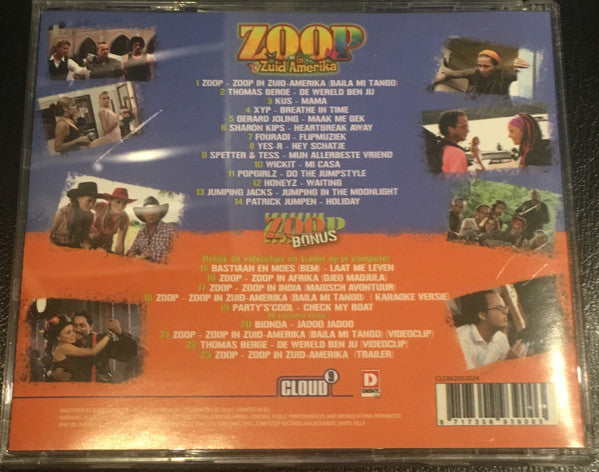 ZOOP
in
Zuid Amerika
1 ZOOP - ZOOP IN ZUID-AMERIKA (BAILA MI TANGO)
2 THOMAS BERGE - DE WERELD BEN JIJ
3 KUS - MAMA
4 XYP - BREATHE IN TIME
5 GERARD JOLING - MAAK ME GEK
6 SHARON KIPS - HEARTBREAK AWAY
7 FOURADI - FLIPMUZIEK
8 YES-R - HEY SCHATJE
9 SPETTER & TESS - MIJN ALLERBESTE VRIEND
10 WICKIT - MI CASA
11 POPGIRLZ - DO THE JUMPSTYLE
12 HONEYZ - WAITING
13 JUMPING JACKS - JUMPING IN THE MOONLIGHT
14 PATRICK JUMPEN - HOLIDAY
ZOOP
BONUS
Bekijk de videoclips en trailer op je computer
15 BASTIAAN EN MOES (BEM) - LAAT ME LEVEN
16 ZOOP - ZOOP IN AFRIKA (DJEO MADJULA)
17 ZOOP - ZOOP IN INDIA (MAGISCH AVONTUUR)
18 ZOOP - ZOOP IN ZUID-AMERIKA (BAILA MI TANGO) ( KARAOKE VERSIE)
19 PARTY'S'COOL - CHECK MY BOAT
20 BIONDA - JADOO JADOO
21 ZOOP - ZOOP IN ZUID-AMERIKA (BAILA MI TANGO) (VIDEOCLIP)
22 THOMAS BERGE - DE WERELD BEN JIJ (VIDEOCLIP)
23 ZOOP - ZOOP IN ZUID-AMERIKA (TRAILER)
CLOUD 9
D
CLDM2007024